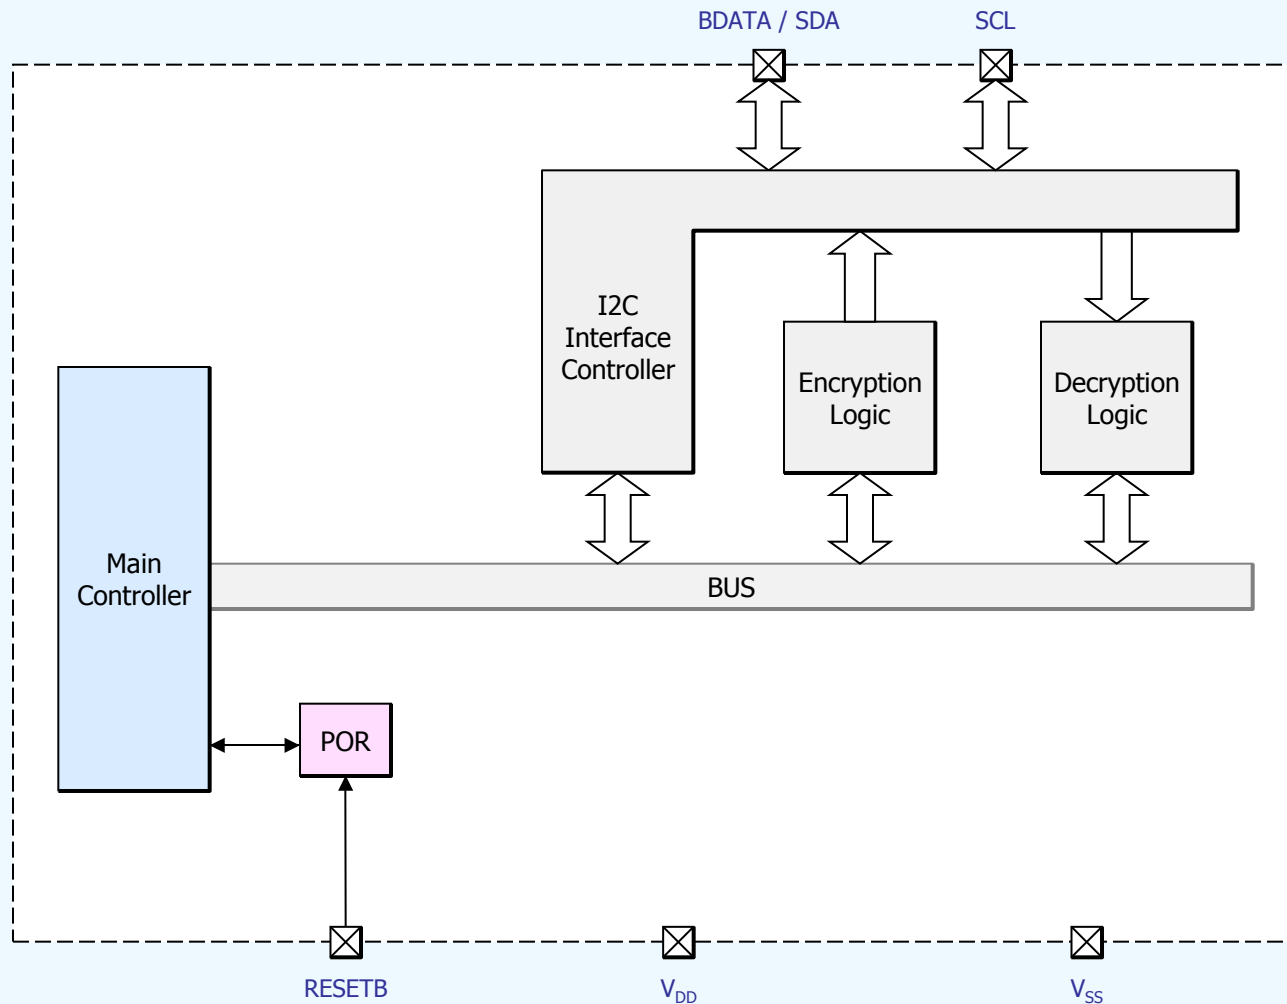 BDATA / SDA
SCL
I2C
Interface
Controller
Encryption
Logic
Decryption
Logic
Main
Controller
BUS
POR
RESETB
VDD
VSS